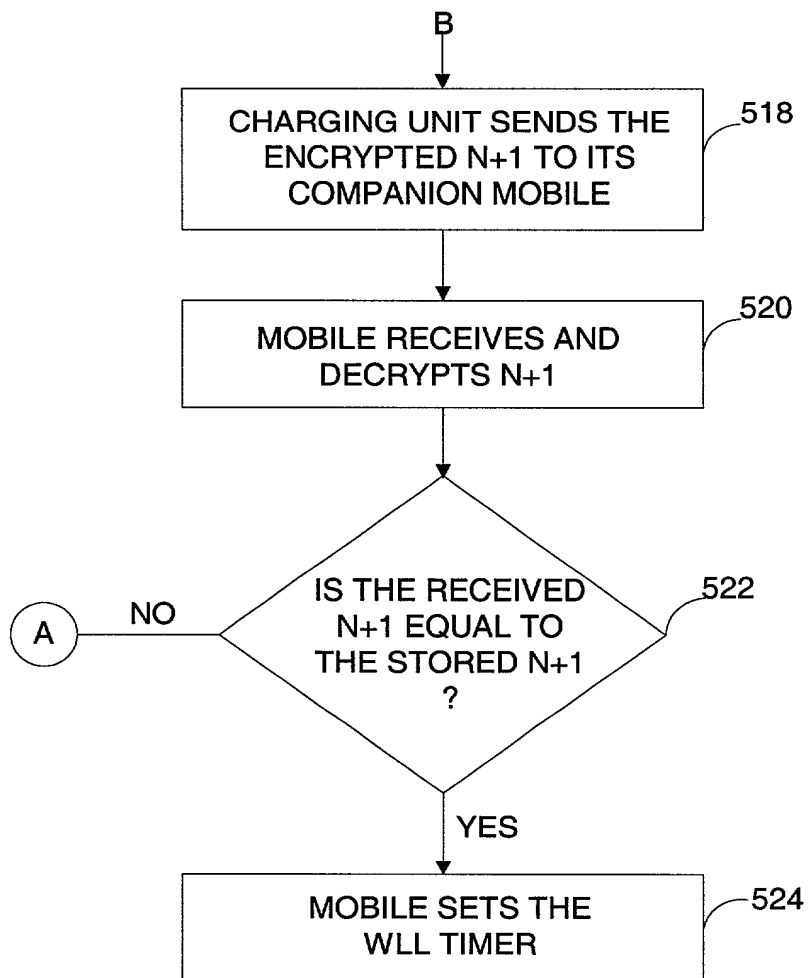 B
CHARGING UNIT SENDS THE
ENCRYPTED N+1 TO ITS
COMPANION MOBILE
518
MOBILE RECEIVES AND
DECRYPTS N+1
520
IS THE RECEIVED
N+1 EQUAL TO
THE STORED N+1
?
522
NO
A
YES
MOBILE SETS THE
WLL TIMER
524